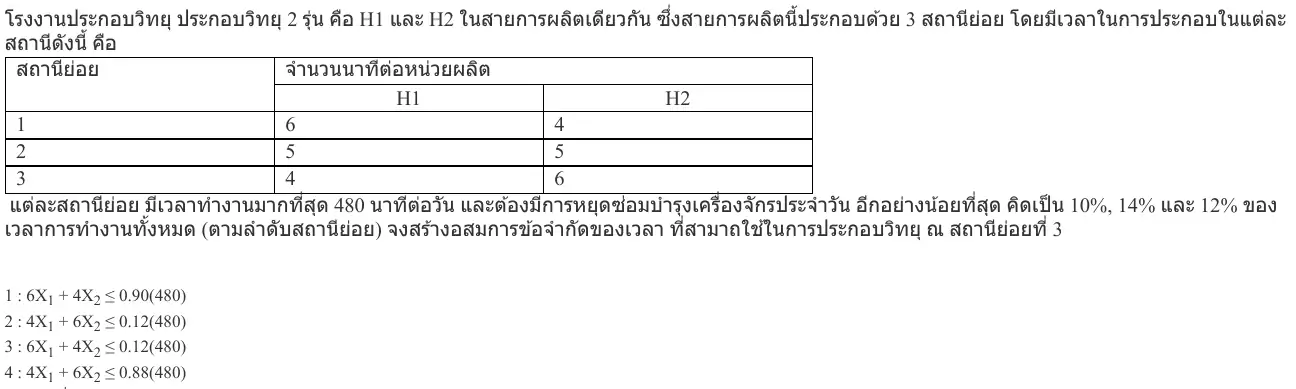 โรงงานประกอบวิทยุ ประกอบวิทยุ 2 รุ่น คือ H1 และ H2 ในสายการผลิตเดียวกัน ซึ่งสายการผลิตนี้ประกอบด้วย 3 สถานีย่อย โดยมีเวลาในการประกอบในแต่ละ
สถานีดังนี้ คือ
สถานีย่อย จำนวนนาทีต่อหน่วยผลิต
H1 H2
1 6 4
2 5 5
3 4 6
แต่ละสถานีย่อย มีเวลาทำงานมากที่สุด 480 นาทีต่อวัน และต้องมีการหยุดซ่อมบำรุงเครื่องจักรประจำวัน อีกอย่างน้อยที่สุด คิดเป็น 10%, 14% และ 12% ของ
เวลาการทำงานทั้งหมด (ตามลำดับสถานีย่อย) จงสร้างอสมการข้อจำกัดของเวลา ที่สามาถใช้ในการประกอบวิทยุ ณ สถานีย่อยที่ 3
1 : 6X₁ + 4X₂ ≤ 0.90(480)
2 : 4X₁ + 6X₂ ≤ 0.12(480)
3 : 6X₁ + 4X₂ ≤ 0.12(480)
4 : 4X₁ + 6X₂ ≤ 0.88(480)